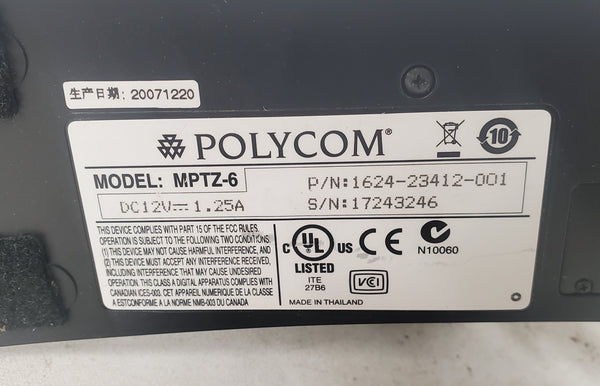 生产日期: 20071220
POLYCOM®
10
MODEL: MPTZ-6
P/N:1624-23412-001
DC12V⎓1.25A
S/N:17243246
THIS DEVICE COMPLIES WITH PART 15 OF THE FCC RULES.
OPERATION IS SUBJECT TO THE FOLLOWING TWO CONDITIONS:
(1) THIS DEVICE MAY NOT CAUSE HARMFUL INTERFERENCE, AND
(2) THIS DEVICE MUST ACCEPT ANY INTERFERENCE RECEIVED,
INCLUDING INTERFERENCE THAT MAY CAUSE UNDESIRED
OPERATION. THIS CLASS A DIGITAL APPARATUS COMPLIES WITH
CANADIAN ICES-003. CET APPAREIL NUMERIQUE DE LA CLASSE
A ESTCONFORME A LA NORME NMB-003 DU CANADA
C UL US CE
LISTED
N10060
ITE
27B6
VCI
MADE IN THAILAND